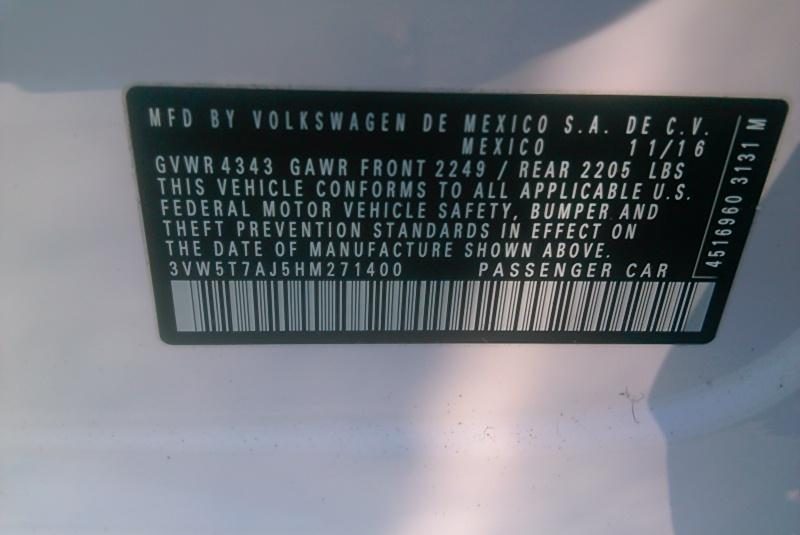 MFD BY VOLKSWAGEN DE MEXICO S.A. DE C.V.
MEXICO 11/16
GVWR 4343 GAWR FRONT 2249 / REAR 2205 LBS
THIS VEHICLE CONFORMS TO ALL APPLICABLE U.S.
FEDERAL MOTOR VEHICLE SAFETY, BUMPER AND
THEFT PREVENTION STANDARDS IN EFFECT ON
THE DATE OF MANUFACTURE SHOWN ABOVE.
3VW5T7AJ5HM271400 PASSENGER CAR
4516960 3131 M